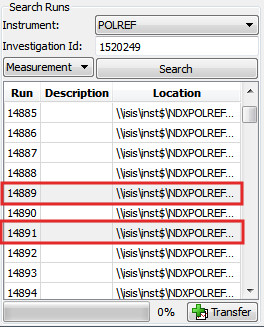 Search Runs
Instrument: POLREF
Investigation Id: 1520249
Measurement Search
Run Description Location
14885 \\isis\inst$\NDXPOLREF...
14886 \\isis\inst$\NDXPOLREF...
14887 \\isis\inst$\NDXPOLREF...
14888 \\isis\inst$\NDXPOLREF...
14889 \\isis\inst$\NDXPOLREF...
14890 \\isis\inst$\NDXPOLREF...
14891 \\isis\inst$\NDXPOLREF...
14892 \\isis\inst$\NDXPOLREF...
14893 \\isis\inst$\NDXPOLREF...
14894 \\isis\inst$\NDXPOLREF...
0% Transfer